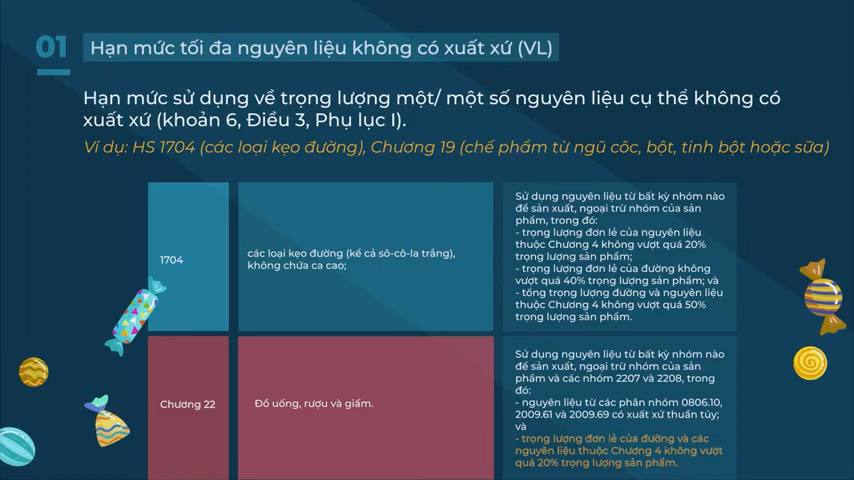 01
Hạn mức tối đa nguyên liệu không có xuất xứ (VL)
Hạn mức sử dụng về trọng lượng một/ một số nguyên liệu cụ thể không có
xuất xứ (khoản 6, Điều 3, Phụ lục I).
Ví dụ: HS 1704 (các loại kẹo đường), Chương 19 (chế phẩm từ ngũ côc, bột, tinh bột hoặc sữa)
1704
các loại kẹo đường (kể cả sô-cô-la trắng),
không chứa ca cao;
Sử dụng nguyên liệu từ bất kỳ nhóm nào
để sản xuất, ngoại trừ nhóm của sản
phẩm, trong đó:
- trọng lượng đơn lẻ của nguyên liệu
thuộc Chương 4 không vượt quá 20%
trọng lượng sản phẩm;
- trọng lượng đơn lẻ của đường không
vượt quá 40% trọng lượng sản phẩm; và
- tổng trọng lượng đường và nguyên liệu
thuộc Chương 4 không vượt quá 50%
trọng lượng sản phẩm.
Chương 22
Đồ uống, rượu và giấm.
Sử dụng nguyên liệu từ bất kỳ nhóm nào
để sản xuất, ngoại trừ nhóm của sản
phẩm và các nhóm 2207 và 2208, trong
đó:
- nguyên liệu từ các phân nhóm 0806.10,
2009.61 và 2009.69 có xuất xứ thuần túy;
và
- trọng lượng đơn lẻ của đường và các
nguyên liệu thuộc Chương 4 không vượt
quá 20% trọng lượng sản phẩm.